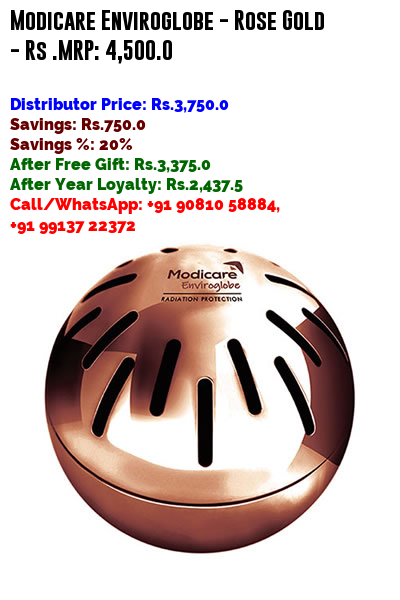 Modicare Enviroglobe - Rose Gold
- Rs .MRP: 4,500.0
Distributor Price: Rs.3,750.0
Savings: Rs.750.0
Savings %: 20%
After Free Gift: Rs.3,375.0
After Year Loyalty: Rs.2,437.5
Call/WhatsApp: +91 90810 58884,
+91 99137 22372
Modicare
Enviroglobe
RADIATION PROTECTION